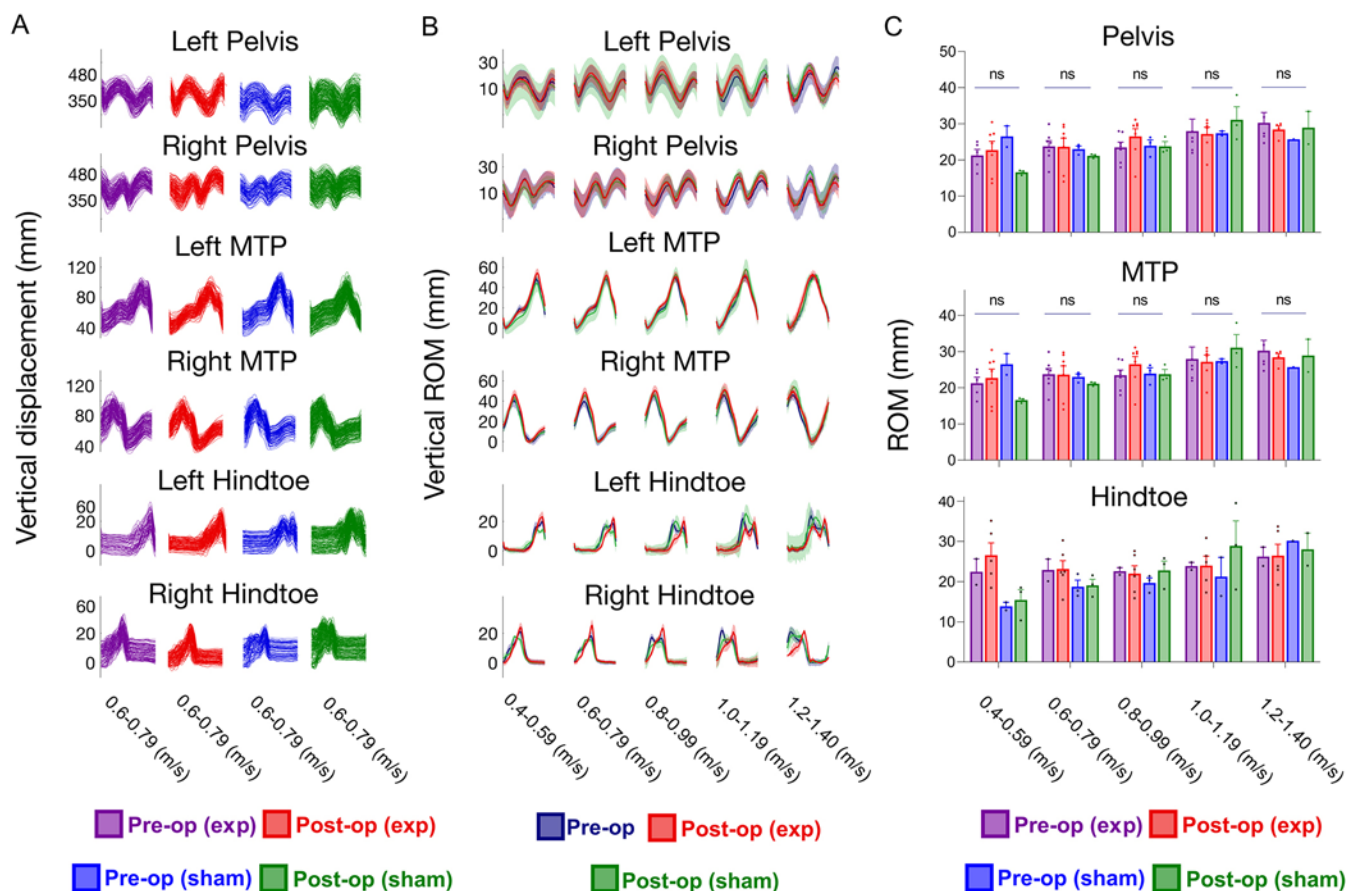 A
Left Pelvis
480
350
Right Pelvis
480
350
Left MTP
120
80
40
Right MTP
120
80
40
Left Hindtoe
60
20
0
Right Hindtoe
60
20
0
Vertical displacement (mm)
0.6-0.79 (m/s)
0.6-0.79 (m/s)
0.6-0.79 (m/s)
0.6-0.79 (m/s)
Pre-op (exp) Post-op (exp)
Pre-op (sham) Post-op (sham)
B
Left Pelvis
30
10
Right Pelvis
30
10
Left MTP
60
40
20
0
Right MTP
60
40
20
0
Left Hindtoe
20
0
Right Hindtoe
20
0
Vertical ROM (mm)
0.4-0.59 (m/s)
0.6-0.79 (m/s)
0.8-0.99 (m/s)
1.0-1.19 (m/s)
1.2-1.40 (m/s)
Pre-op Post-op (exp)
Post-op (sham)
C
Pelvis
50
40
30
20
10
0
ns ns ns ns ns
MTP
40
30
20
10
0
ns ns ns ns ns
Hindtoe
40
30
20
10
0
ROM (mm)
0.4-0.59 (m/s)
0.6-0.79 (m/s)
0.8-0.99 (m/s)
1.0-1.19 (m/s)
1.2-1.40 (m/s)
Pre-op (exp) Post-op (exp)
Pre-op (sham) Post-op (sham)